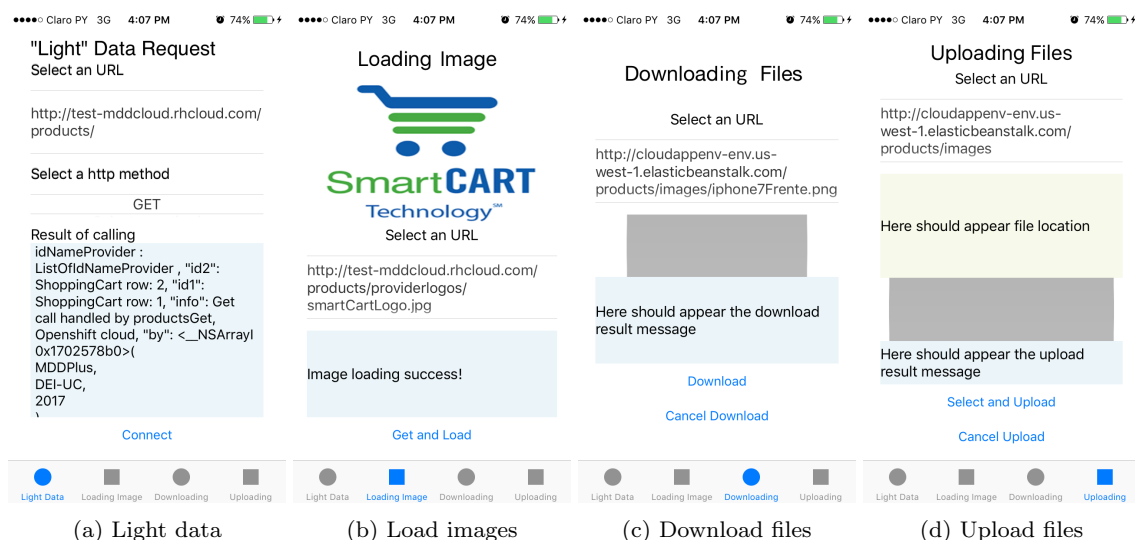 Claro PY 3G 4:07 PM 74%
"Light" Data Request
Select an URL
http://test-mddcloud.rhcloud.com/
products/
Select a http method
GET
Result of calling
idNameProvider :
ListOfIdNameProvider , "id2":
ShoppingCart row: 2, "id1":
ShoppingCart row: 1, "info": Get
call handled by productsGet,
Openshift cloud, "by": <__NSArrayI
0x1702578b0>(
MDDPlus,
DEI-UC,
2017
)
Connect
Light Data Loading Image Downloading Uploading
(a) Light data
Claro PY 3G 4:07 PM 74%
Loading Image
SmartCART
Technology℠
Select an URL
http://test-mddcloud.rhcloud.com/
products/providerlogos/
smartCartLogo.jpg
Image loading success!
Get and Load
Light Data Loading Image Downloading Uploading
(b) Load images
Claro PY 3G 4:07 PM 74%
Downloading Files
Select an URL
http://cloudappenv-env.us-
west-1.elasticbeanstalk.com/
products/images/iphone7Frente.png
Here should appear the download
result message
Download
Cancel Download
Light Data Loading Image Downloading Uploading
(c) Download files
Claro PY 3G 4:07 PM 74%
Uploading Files
Select an URL
http://cloudappenv-env.us-
west-1.elasticbeanstalk.com/
products/images
Here should appear file location
Here should appear the upload
result message
Select and Upload
Cancel Upload
Light Data Loading Image Downloading Uploading
(d) Upload files